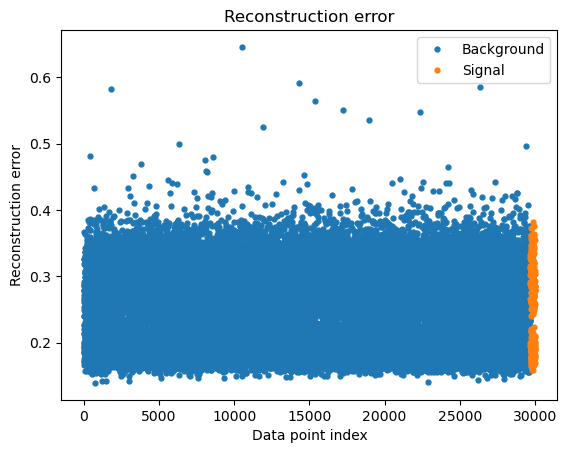 Reconstruction error
Background
Signal
Reconstruction error
0.6
0.5
0.4
0.3
0.2
0
5000
10000
15000
20000
25000
30000
Data point index